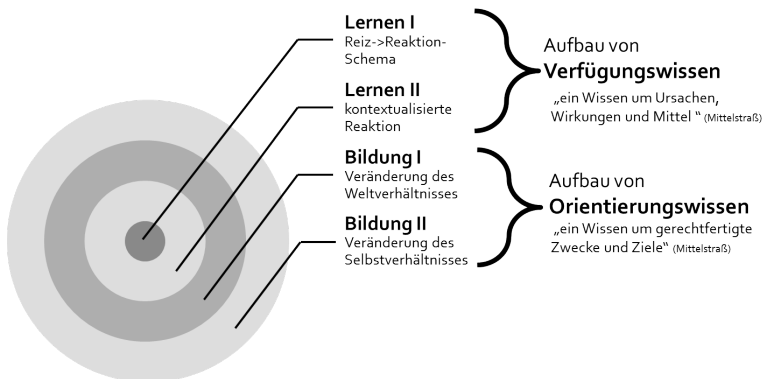 Lernen I
Reiz->Reaktion-
Schema
Lernen II
kontextualisierte
Reaktion
Bildung I
Veränderung des
Weltverhältnisses
Bildung II
Veränderung des
Selbstverhältnisses
Aufbau von
Verfügungswissen
„ein Wissen um Ursachen,
Wirkungen und Mittel “ (Mittelstraß)
Aufbau von
Orientierungswissen
„ein Wissen um gerechtfertigte
Zwecke und Ziele“ (Mittelstraß)